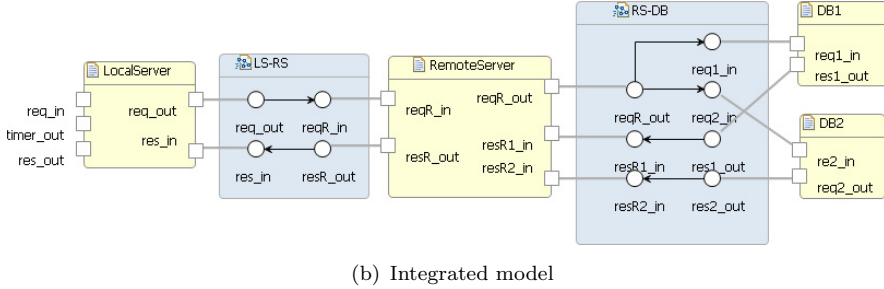 LocalServer
req_in
timer_out
res_out
req_out
res_in
LS-RS
req_out
reqR_in
res_in
resR_out
RemoteServer
reqR_in
resR_out
reqR_out
resR1_in
resR2_in
RS-DB
req1_in
reqR_out
req2_in
resR1_in
res1_out
resR2_in
res2_out
DB1
req1_in
res1_out
DB2
re2_in
req2_out
(b) Integrated model